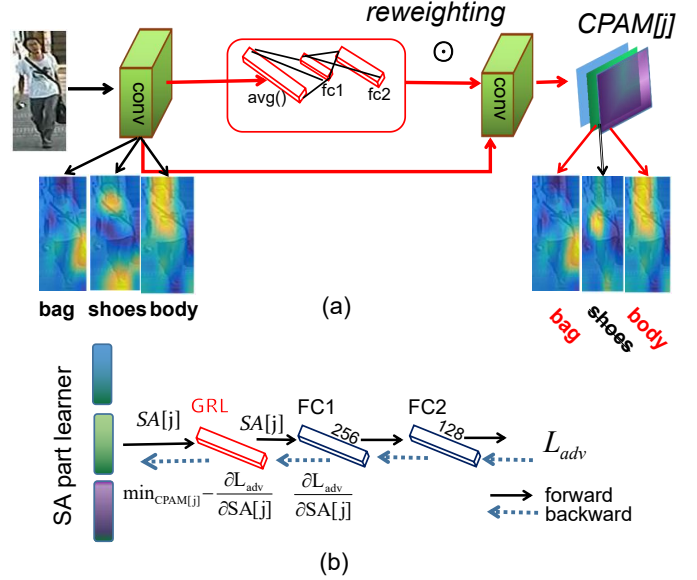 reweighting
CPAM[j]
conv
avg()
fc1
fc2
⊙
conv
bag
shoes
body
bag
shoes
body
(a)
SA part learner
SA[j]
GRL
SA[j]
FC1
256
FC2
128
L_adv
min_CPAM[j] - ∂L_adv / ∂SA[j]
∂L_adv / ∂SA[j]
forward
backward
(b)